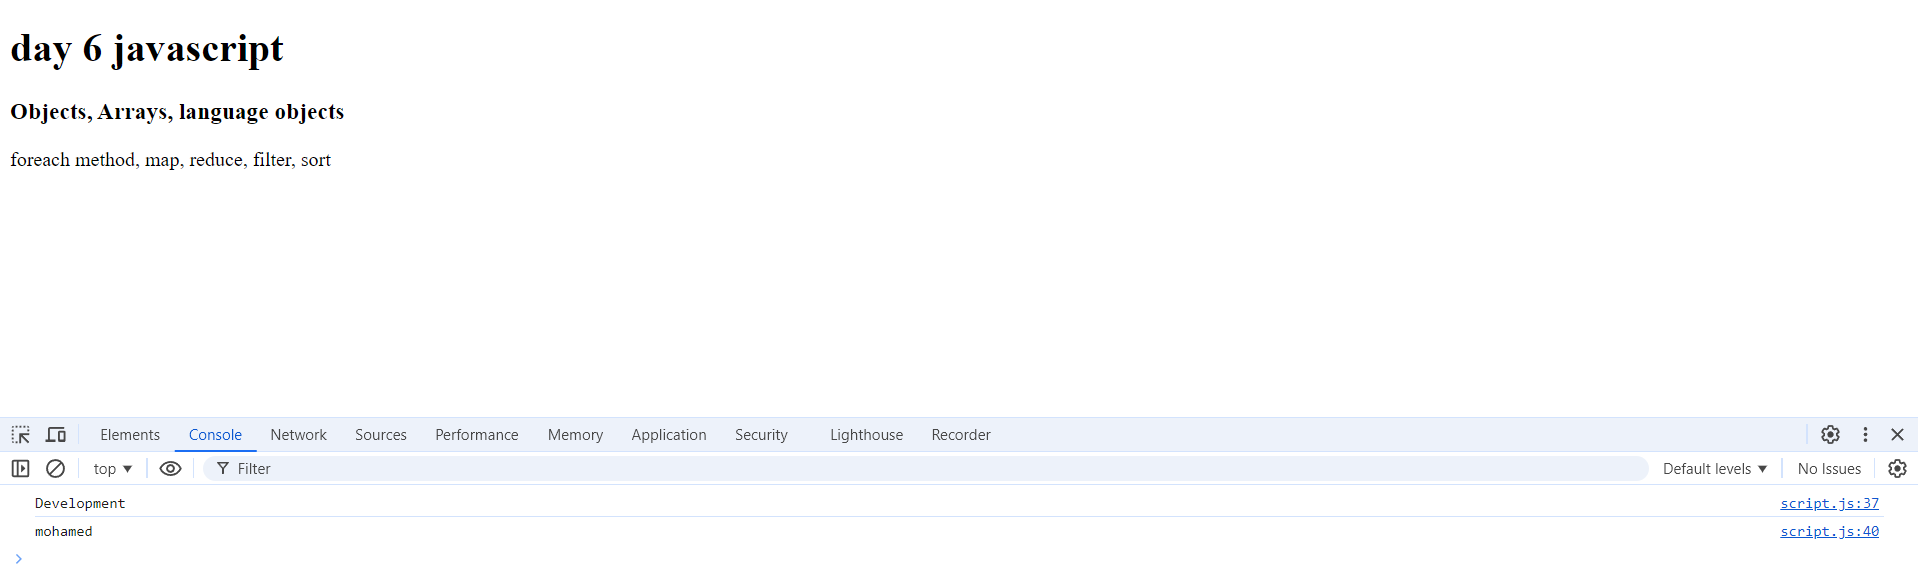 day 6 javascript
Objects, Arrays, language objects
foreach method, map, reduce, filter, sort
Elements Console Network Sources Performance Memory Application Security Lighthouse Recorder
top Filter Default levels No Issues
Development script.js:37
mohamed script.js:40